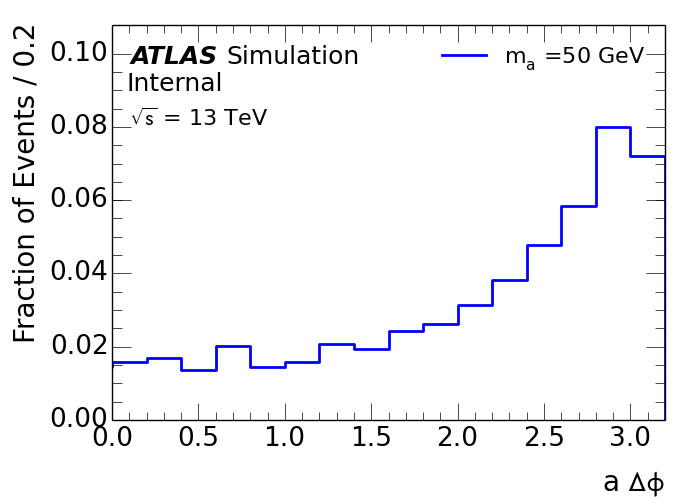 0.10
0.08
0.06
0.04
0.02
0.00
Fraction of Events / 0.2
ATLAS Simulation
Internal
√s = 13 TeV
mₐ =50 GeV
0.0 0.5 1.0 1.5 2.0 2.5 3.0
a Δϕ